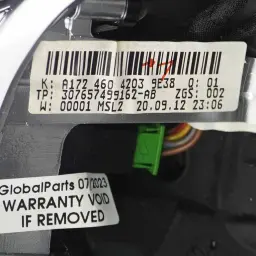 K: A172 460 4203 9E38 Q: 01
TP: 307657499162-AB ZGS: 002
W: 00001 MSL2 20.09.12 23:06
GlobalParts 07/2023
WARRANTY VOID
IF REMOVED